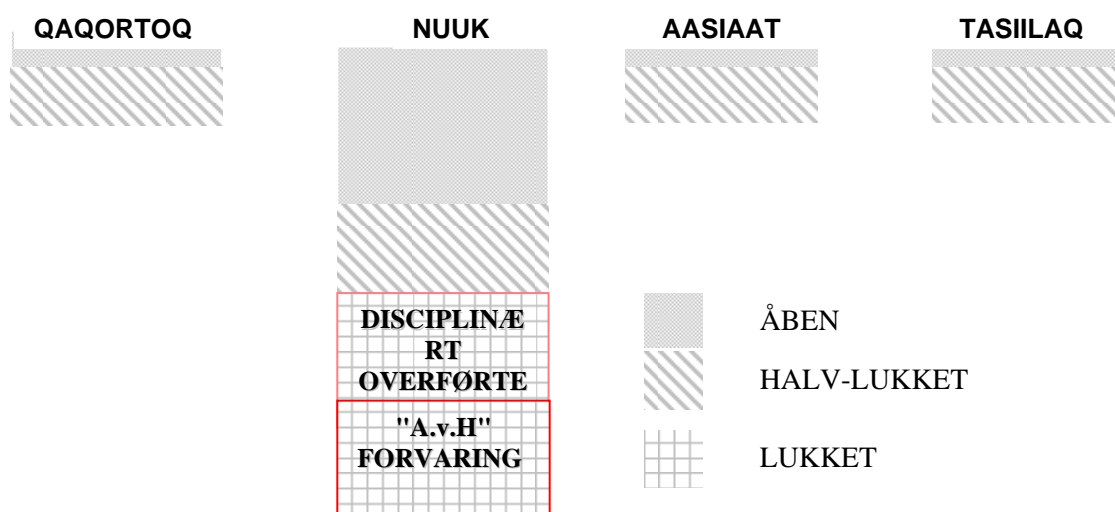 QAQORTOQ NUUK AASIAAT TASIILAQ
DISCIPLINÆ
RT
OVERFØRTE
"A.v.H"
FORVARING
ÅBEN
HALV-LUKKET
LUKKET